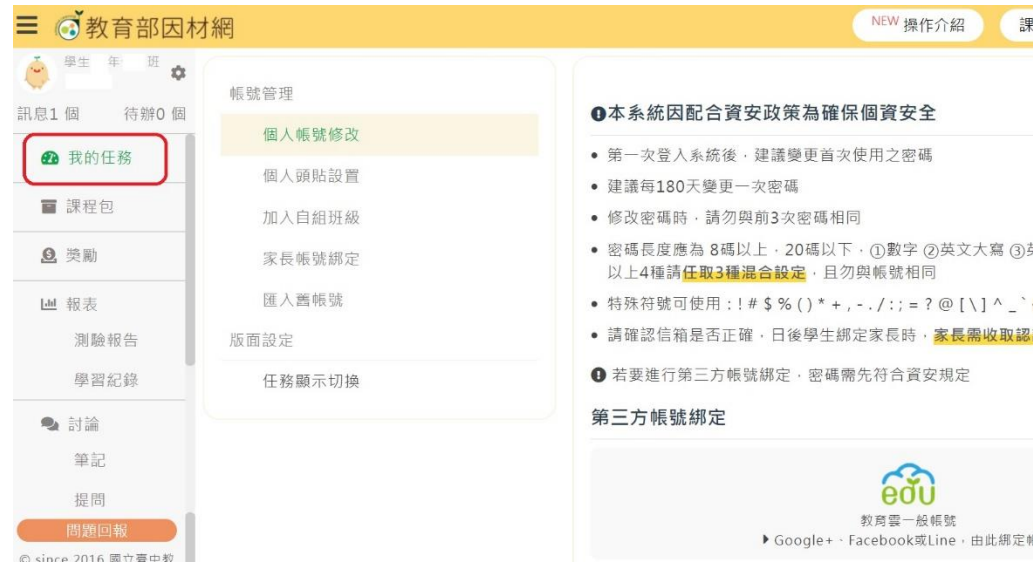 教育部因材網
NEW 操作介紹
課
學生 年 班
訊息1 個 待辦0 個
我的任務
課程包
獎勵
報表
測驗報告
學習紀錄
討論
筆記
提問
問題回報
© since 2016 國立臺中教
帳號管理
個人帳號修改
個人頭貼設置
加入自組班級
家長帳號綁定
匯入舊帳號
版面設定
任務顯示切換
本系統因配合資安政策為確保個資安全
第一次登入系統後，建議變更首次使用之密碼
建議每180天變更一次密碼
修改密碼時，請勿與前3次密碼相同
密碼長度應為 8碼以上，20碼以下，①數字 ②英文大寫 ③英
以上4種請任取3種混合設定，且勿與帳號相同
特殊符號可使用：! # $ % ( ) * + , - . / : ; = ? @ [ \ ] ^ _ `
請確認信箱是否正確，日後學生綁定家長時，家長需收取認
若要進行第三方帳號綁定，密碼需先符合資安規定
第三方帳號綁定
edu
教育雲一般帳號
Google+、Facebook或Line，由此綁定帳